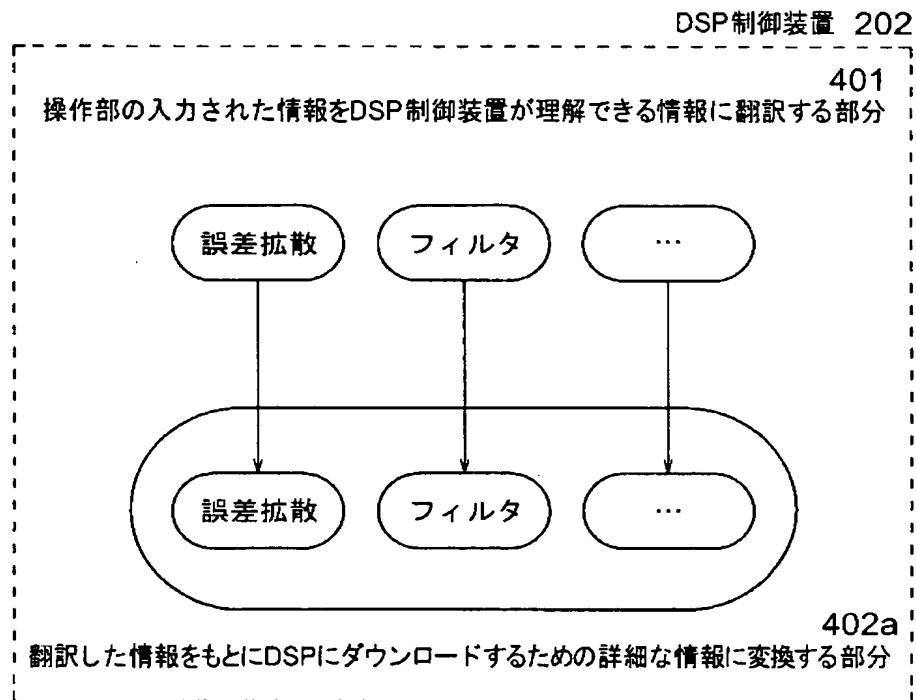 DSP制御装置 202
401
操作部の入力された情報をDSP制御装置が理解できる情報に翻訳する部分
誤差拡散 フィルタ …
誤差拡散 フィルタ …
402a
翻訳した情報をもとにDSPにダウンロードするための詳細な情報に変換する部分